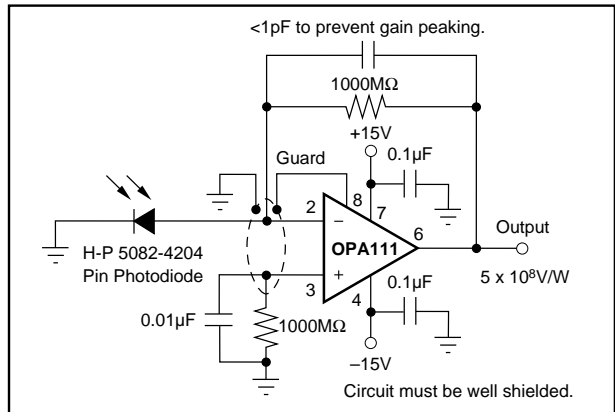 <1pF to prevent gain peaking.
1000MΩ
+15V
Guard
0.1µF
8
7
2
–
6
Output
OPA111
H-P 5082-4204
Pin Photodiode
5 x 10⁸V/W
+
3
4
0.1µF
0.01µF
1000MΩ
–15V
Circuit must be well shielded.